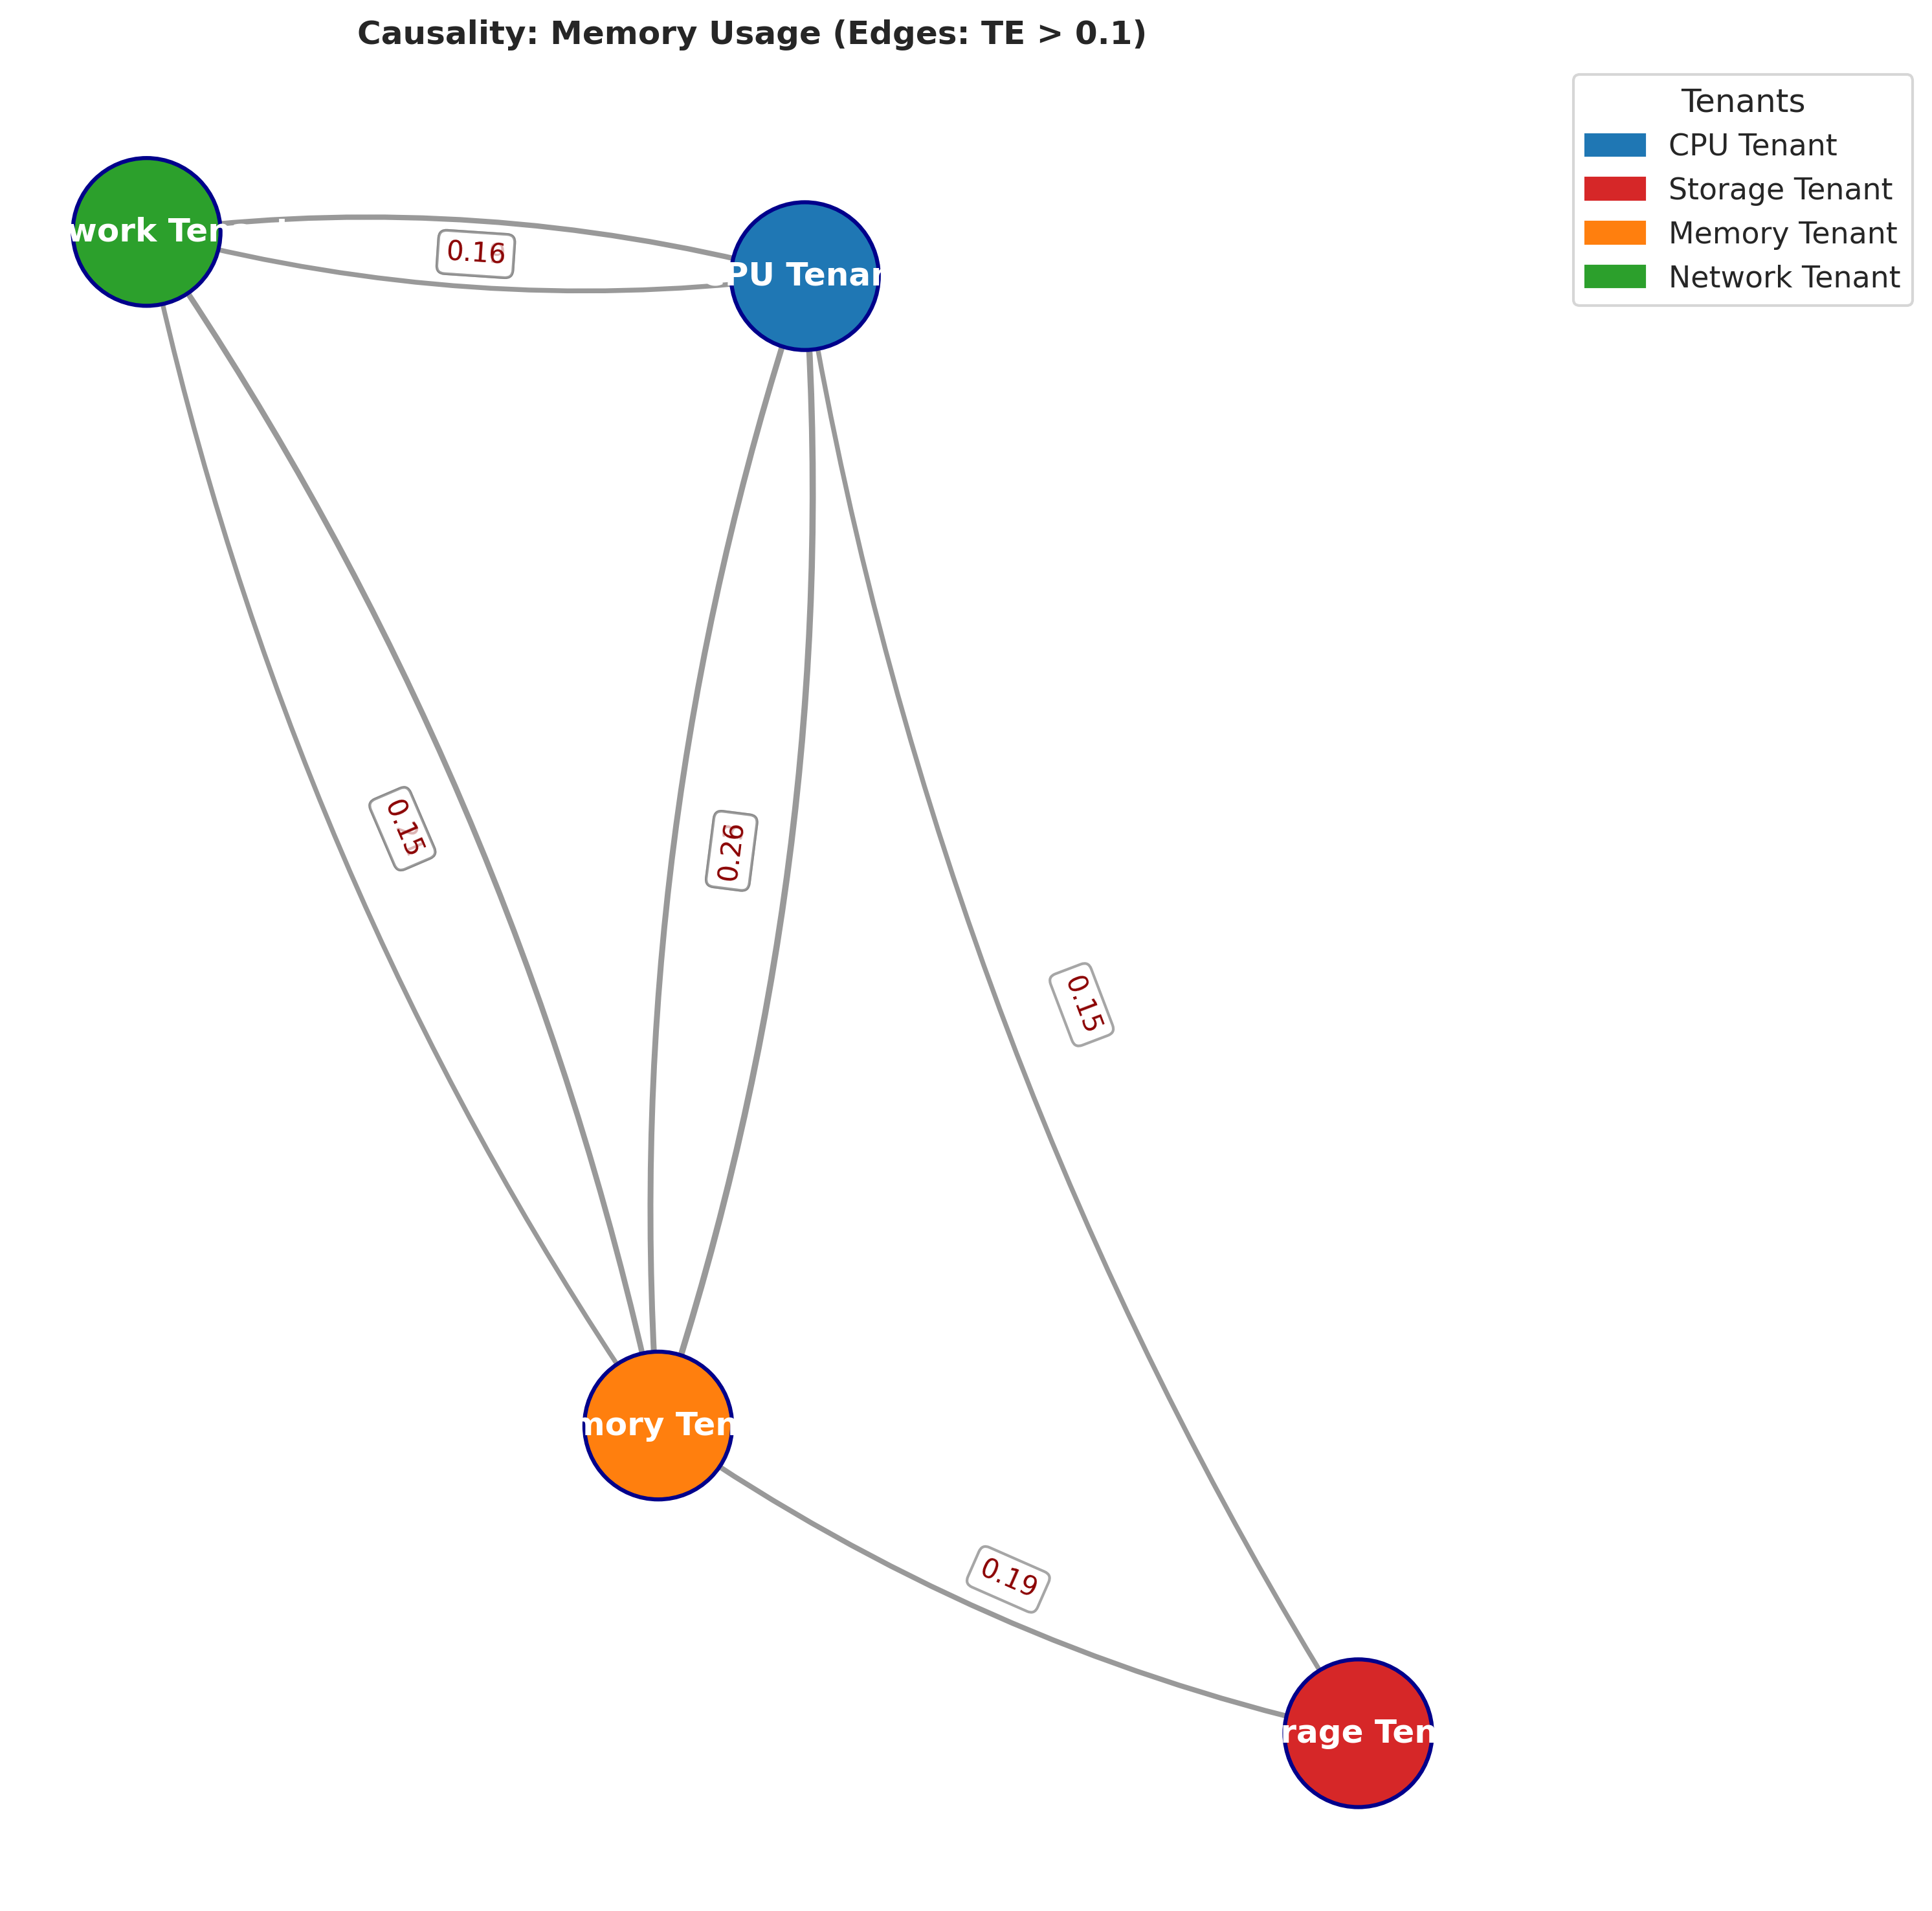 Causality: Memory Usage (Edges: TE > 0.1)
Tenants
CPU Tenant
Storage Tenant
Memory Tenant
Network Tenant
work Ten
0.16
PU Tenan
0.15
0.26
0.15
mory Ten
0.19
rage Ten